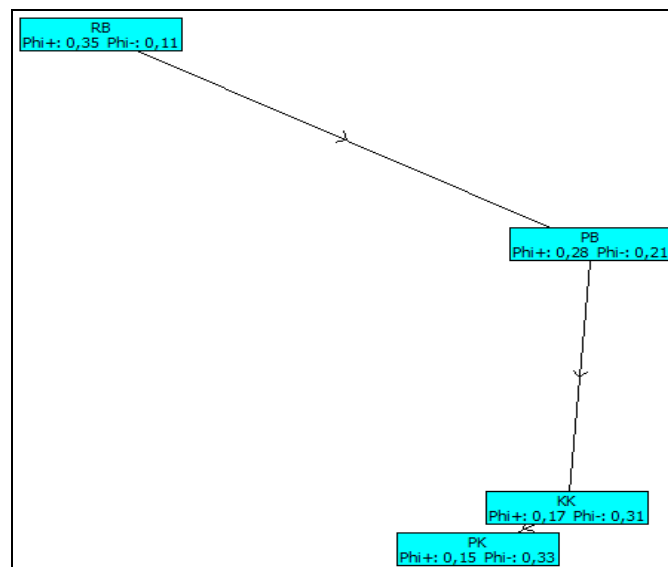 RB
Phi+: 0,35 Phi-: 0,11
PB
Phi+: 0,28 Phi-: 0,21
KK
Phi+: 0,17 Phi-: 0,31
PK
Phi+: 0,15 Phi-: 0,33